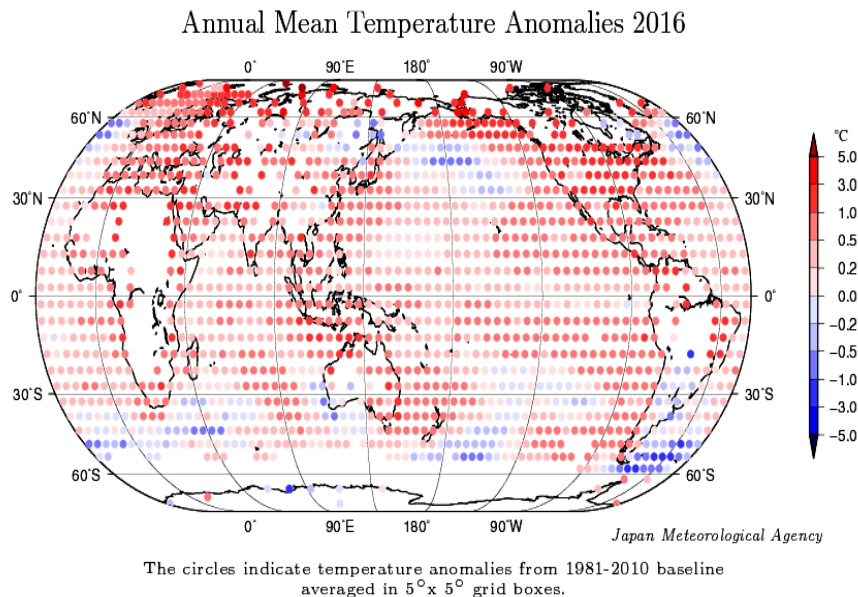 Annual Mean Temperature Anomalies 2016
0° 90°E 180° 90°W
60°N 60°N
30°N 30°N
0° 0°
30°S 30°S
60°S 60°S
0° 90°E 180° 90°W
°C
5.0
3.0
1.0
0.5
0.2
0.0
−0.2
−0.5
−1.0
−3.0
−5.0
Japan Meteorological Agency
The circles indicate temperature anomalies from 1981-2010 baseline
averaged in 5°x 5° grid boxes.